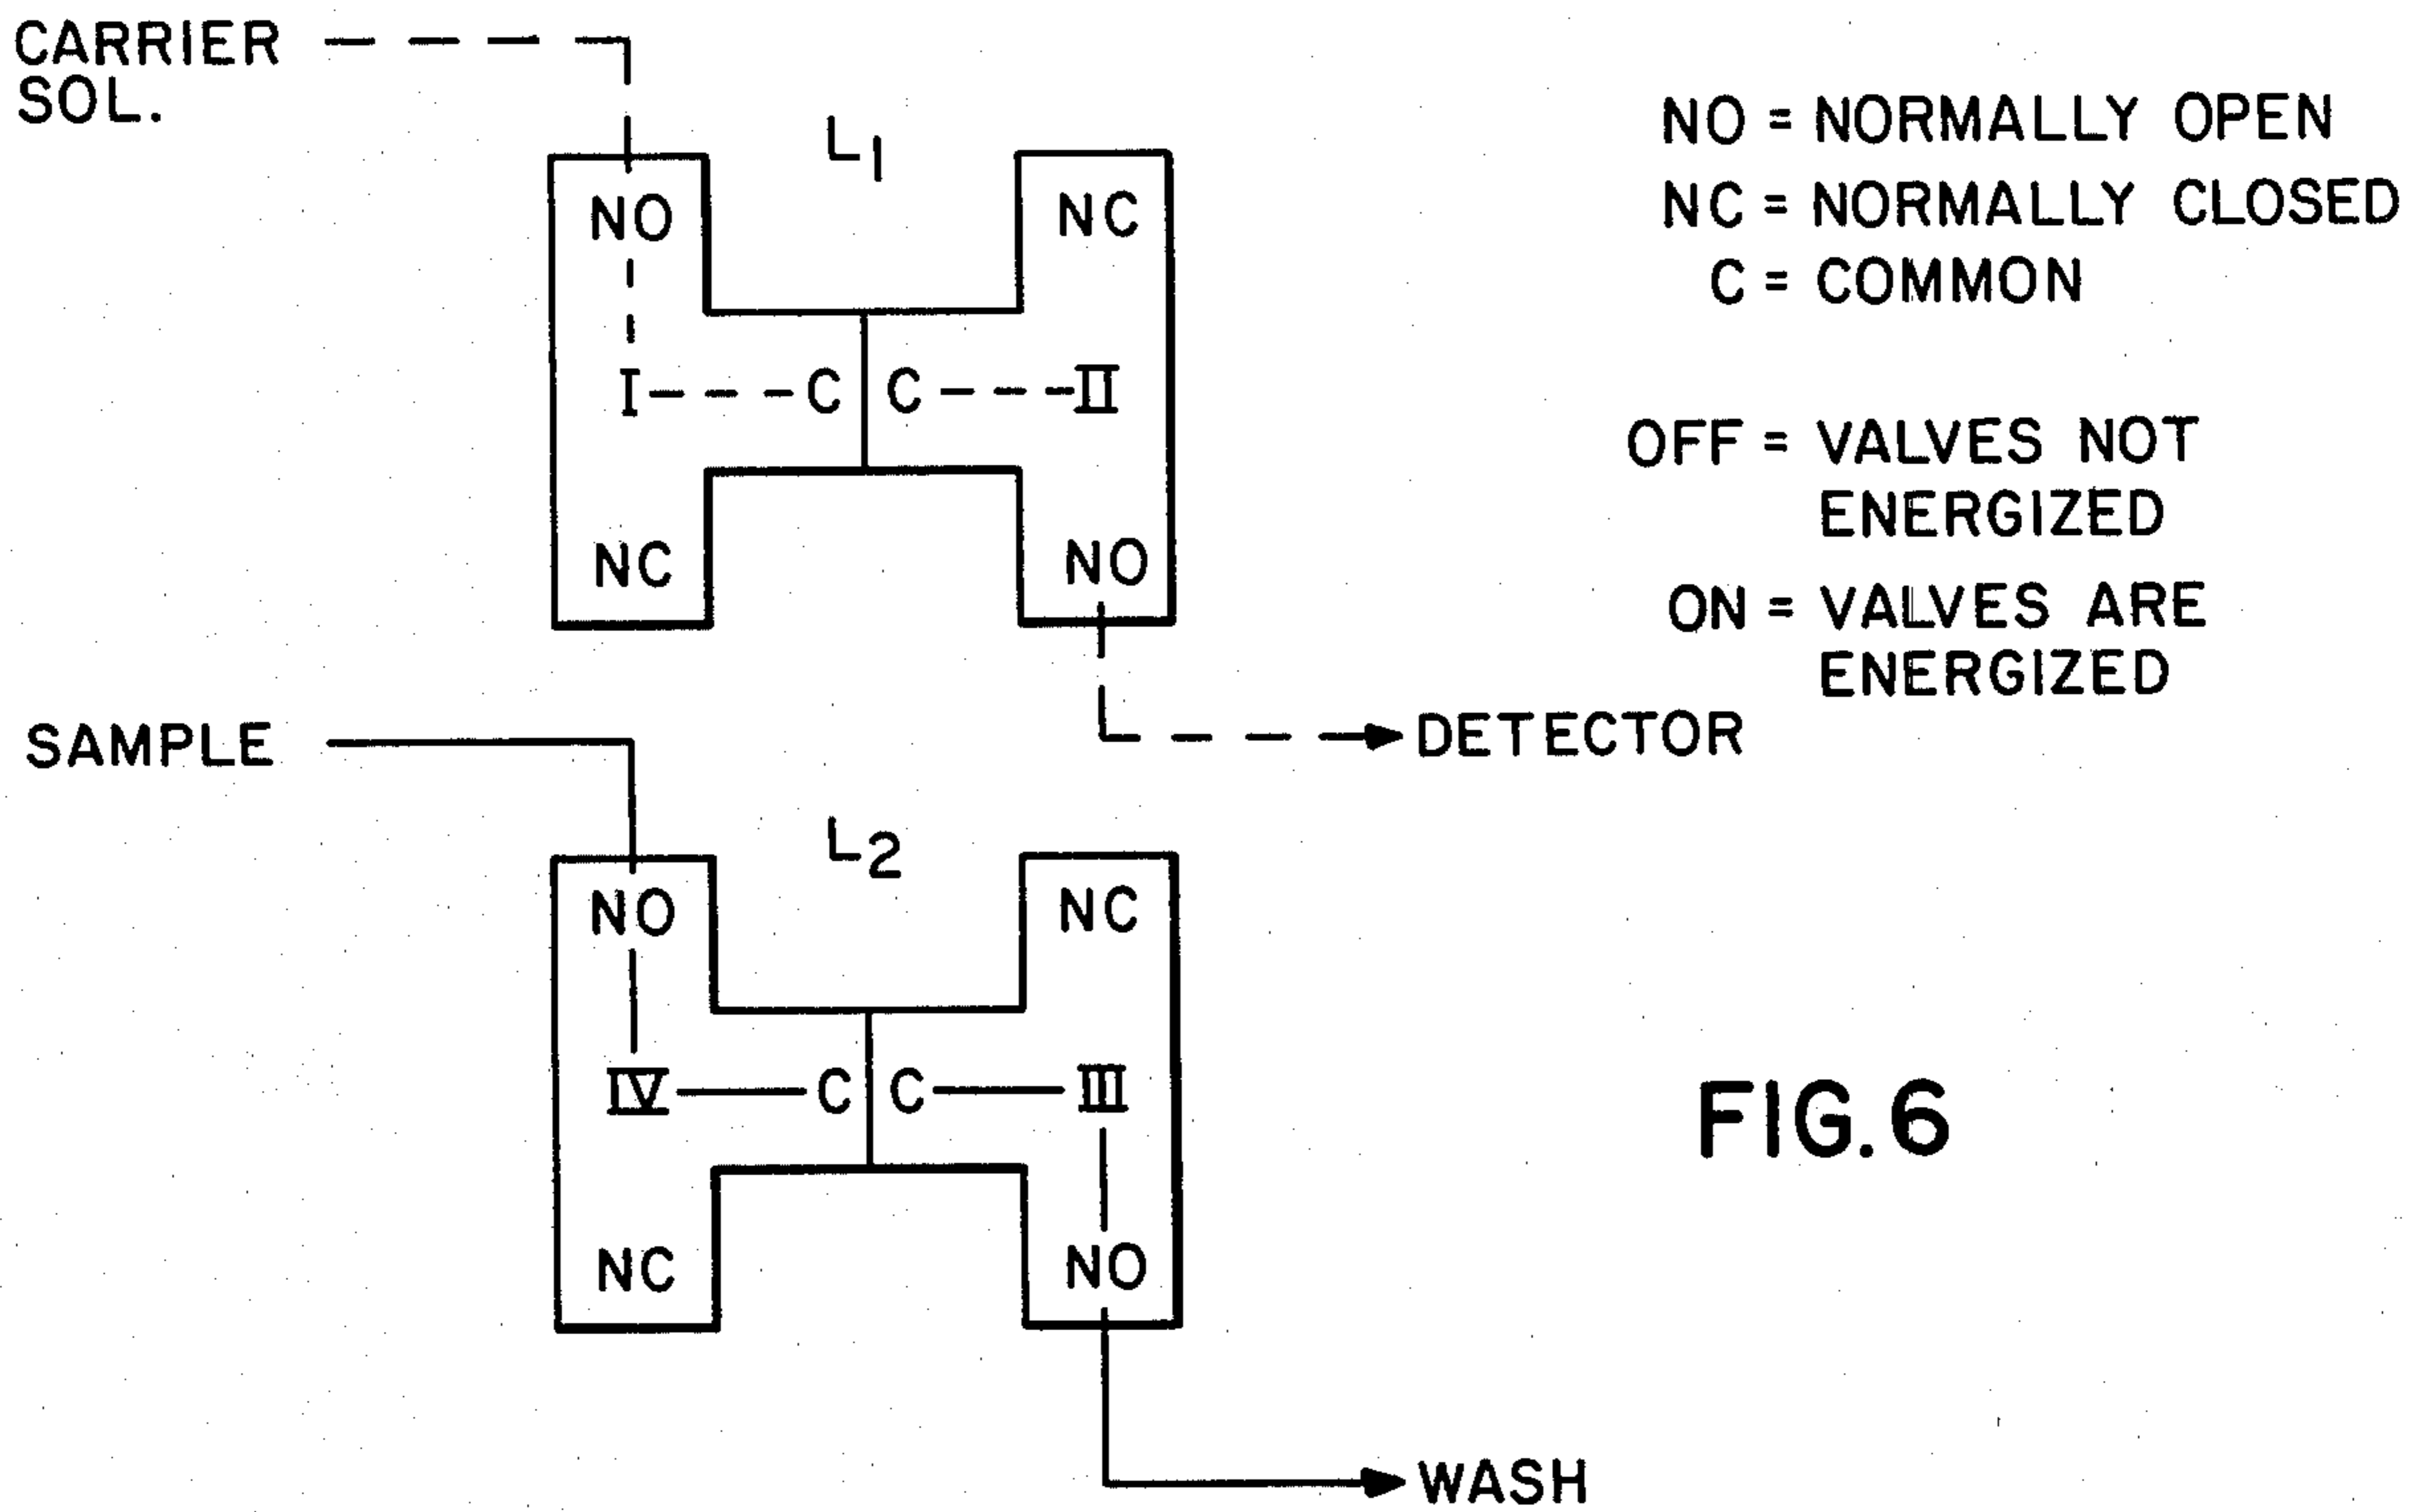 CARRIER
SOL.
L1
NO
NC
I
C
C
II
NC
NO
DETECTOR
SAMPLE
L2
NO
NC
IV
C
C
III
NC
NO
WASH
NO = NORMALLY OPEN
NC = NORMALLY CLOSED
C = COMMON
OFF = VALVES NOT
ENERGIZED
ON = VALVES ARE
ENERGIZED
FIG. 6